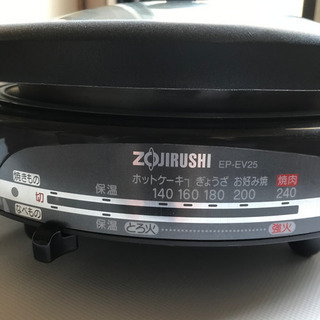 ZOJIRUSHI EP-EV25
焼きもの 保温 ホットケーキ ぎょうざ お好み焼 焼肉
切 140 160 180 200 240
なべもの 保温 とろ火 強火